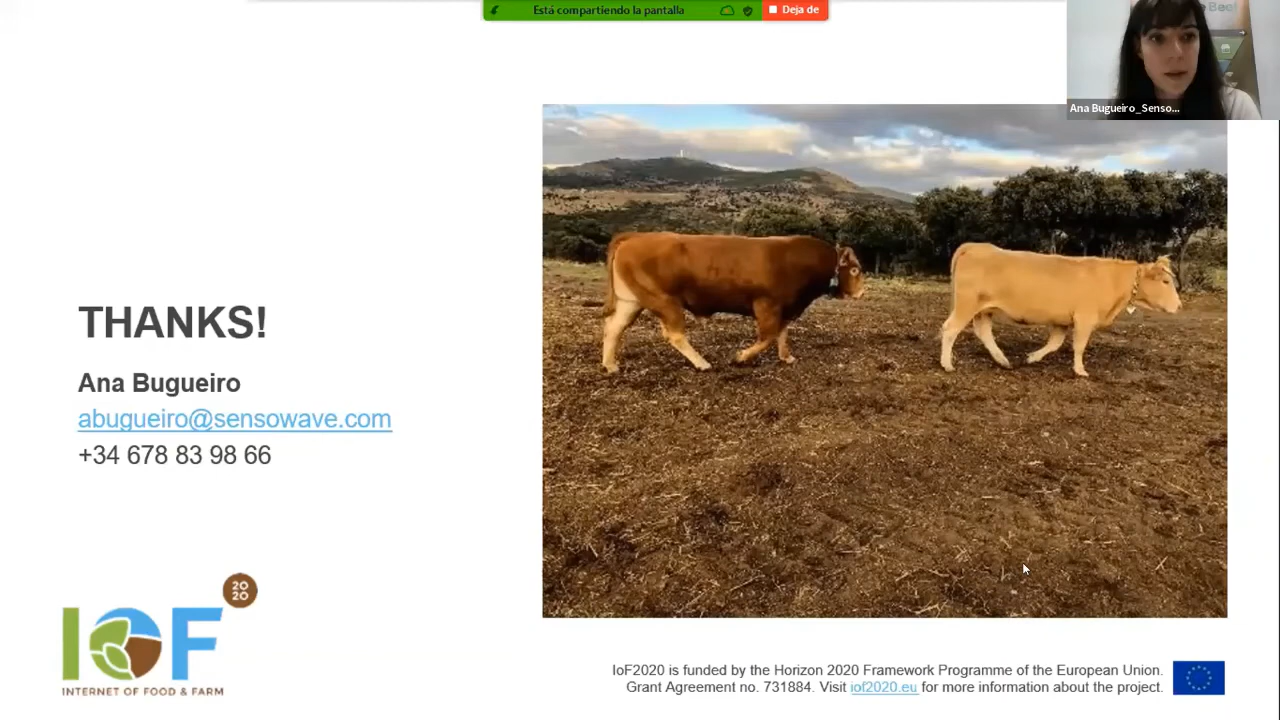 Está compartiendo la pantalla
Deja de
Ana Bugueiro_Senso...
THANKS!
Ana Bugueiro
abugueiro@sensowave.com
+34 678 83 98 66
20
20
IOF
INTERNET OF FOOD & FARM
IoF2020 is funded by the Horizon 2020 Framework Programme of the European Union.
Grant Agreement no. 731884. Visit iof2020.eu for more information about the project.